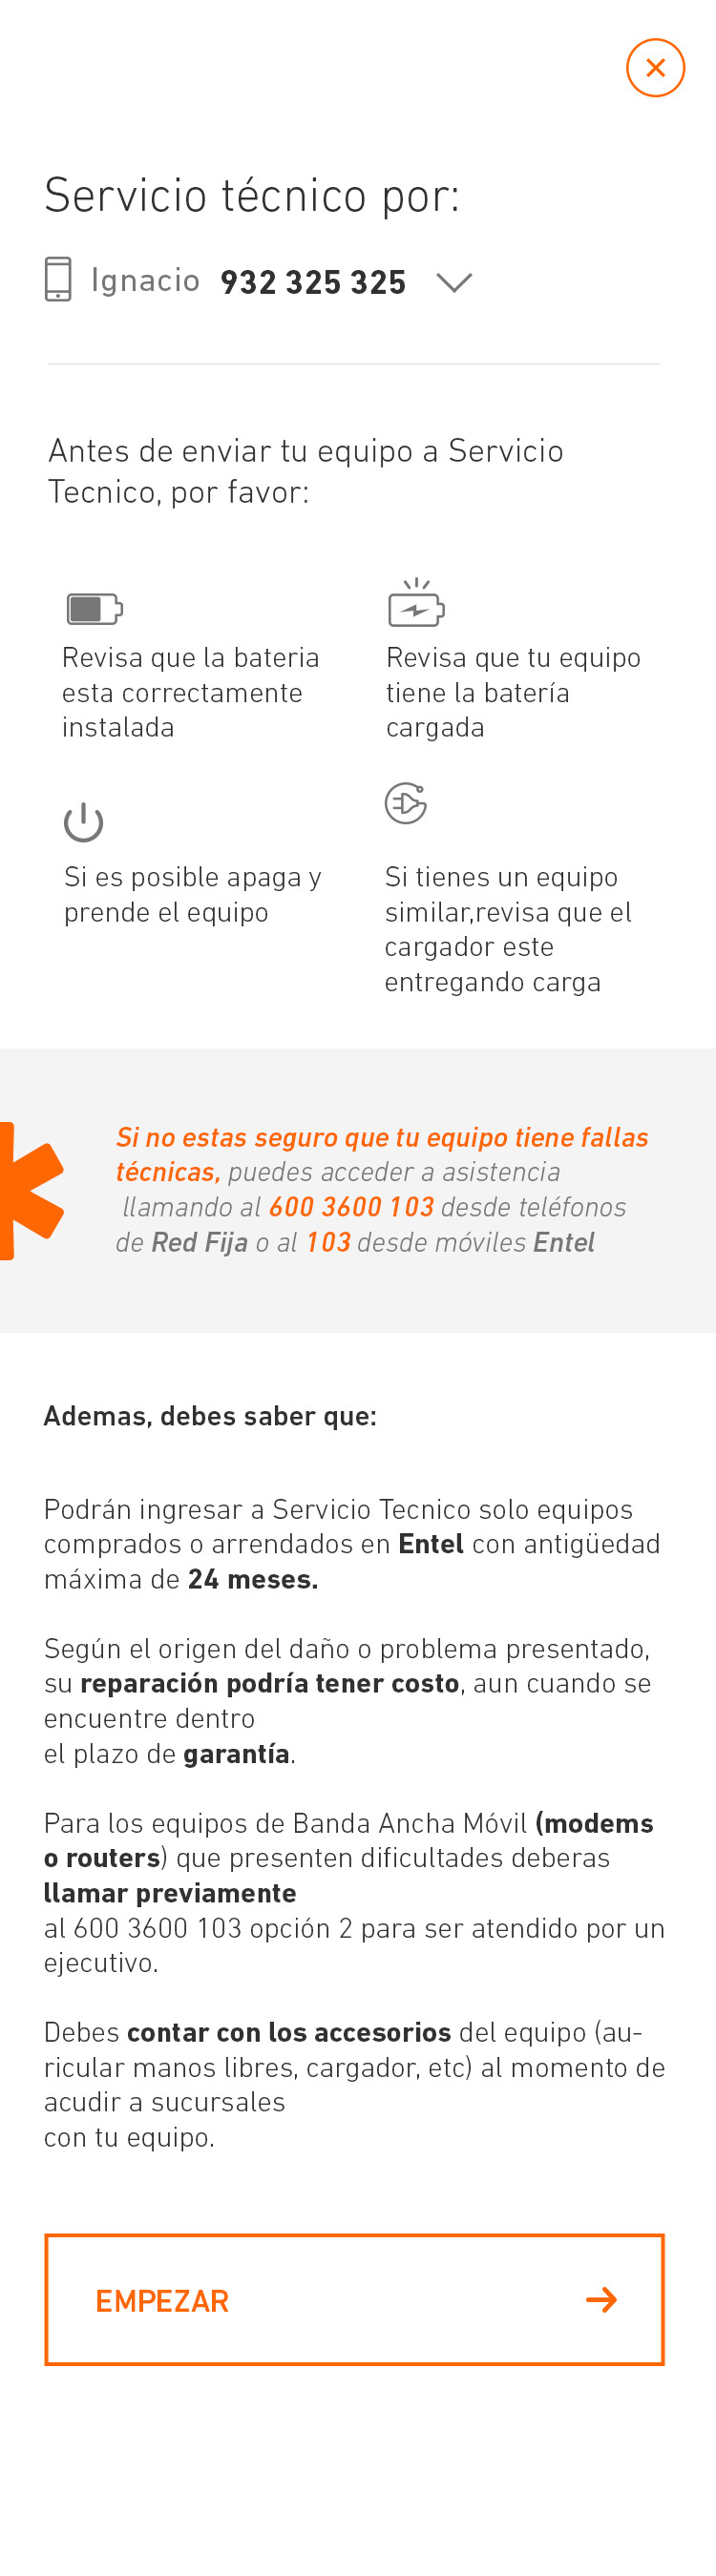 Servicio técnico por:
Ignacio 932 325 325
Antes de enviar tu equipo a Servicio
Tecnico, por favor:
Revisa que la bateria
esta correctamente
instalada
Revisa que tu equipo
tiene la batería
cargada
Si es posible apaga y
prende el equipo
Si tienes un equipo
similar,revisa que el
cargador este
entregando carga
Si no estas seguro que tu equipo tiene fallas
técnicas, puedes acceder a asistencia
llamando al 600 3600 103 desde teléfonos
de Red Fija o al 103 desde móviles Entel
Ademas, debes saber que:
Podrán ingresar a Servicio Tecnico solo equipos
comprados o arrendados en Entel con antigüedad
máxima de 24 meses.
Según el origen del daño o problema presentado,
su reparación podría tener costo, aun cuando se
encuentre dentro
el plazo de garantía.
Para los equipos de Banda Ancha Móvil (modems
o routers) que presenten dificultades deberas
llamar previamente
al 600 3600 103 opción 2 para ser atendido por un
ejecutivo.
Debes contar con los accesorios del equipo (au-
ricular manos libres, cargador, etc) al momento de
acudir a sucursales
con tu equipo.
EMPEZAR